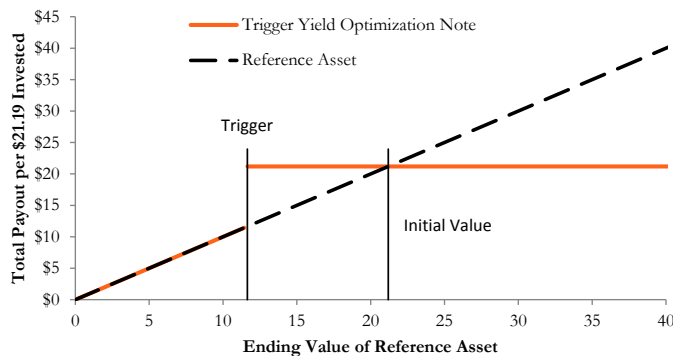 $45
$40
$35
$30
$25
$20
$15
$10
$5
$0
Total Payout per $21.19 Invested
Trigger Yield Optimization Note
Reference Asset
Trigger
Initial Value
0 5 10 15 20 25 30 35 40
Ending Value of Reference Asset